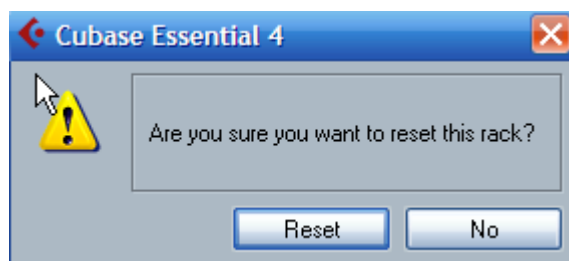 Cubase Essential 4
Are you sure you want to reset this rack?
Reset No